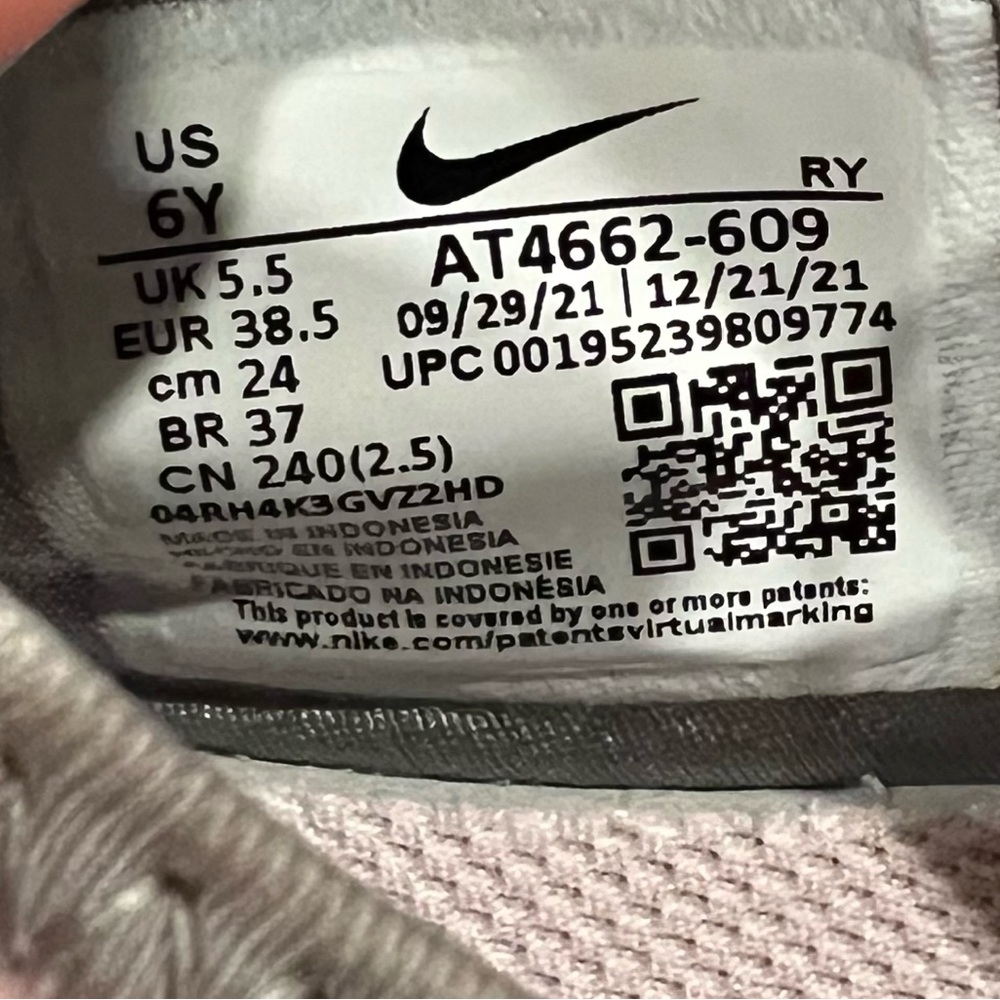 US
6Y
RY
UK 5.5
EUR 38.5
cm 24
BR 37
CN 240(2.5)
AT4662-609
09/29/21 | 12/21/21
UPC 00195239809774
04RH4K3GVZ2HD
MADE IN INDONESIA
EN INDONESIA
FABRIQUE EN INDONESIE
FABRICADO NA INDONÉSIA
This product is covered by one or more patents:
www.nike.com/patentsvirtualmarking